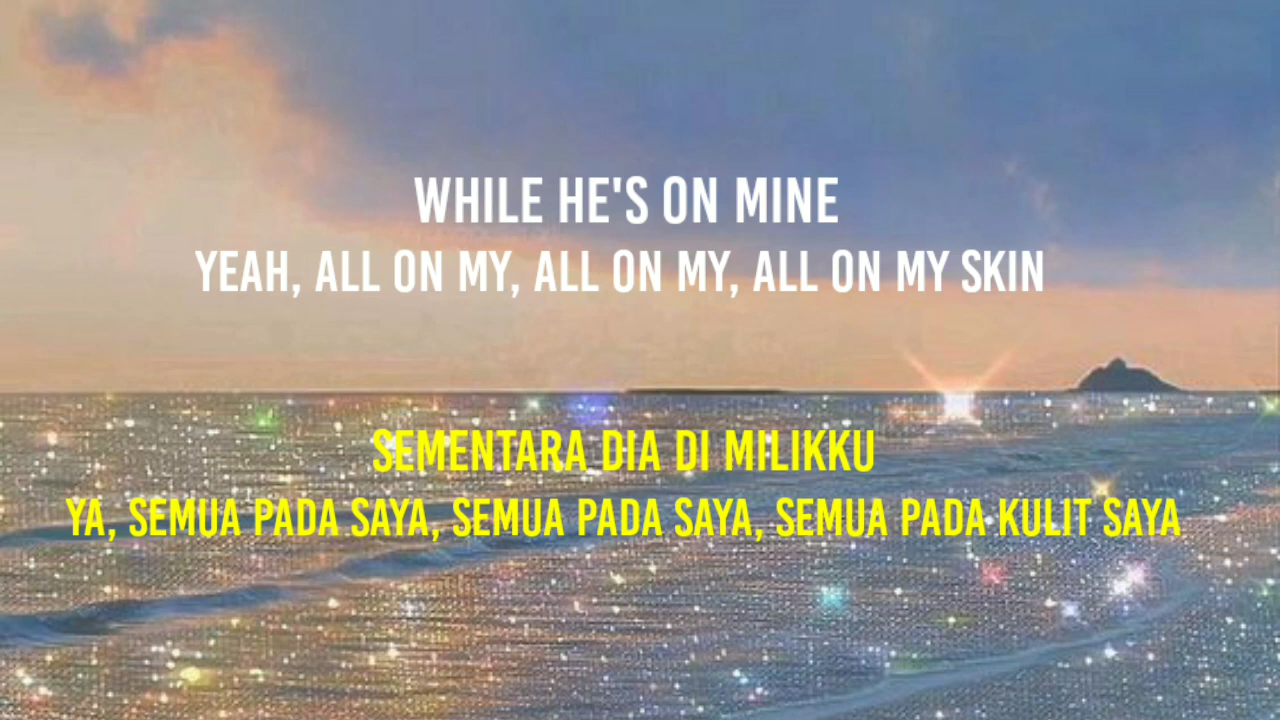 WHILE HE'S ON MINE
YEAH, ALL ON MY, ALL ON MY, ALL ON MY SKIN
SEMENTARA DIA DI MILIKKU
YA, SEMUA PADA SAYA, SEMUA PADA SAYA, SEMUA PADA KULIT SAYA